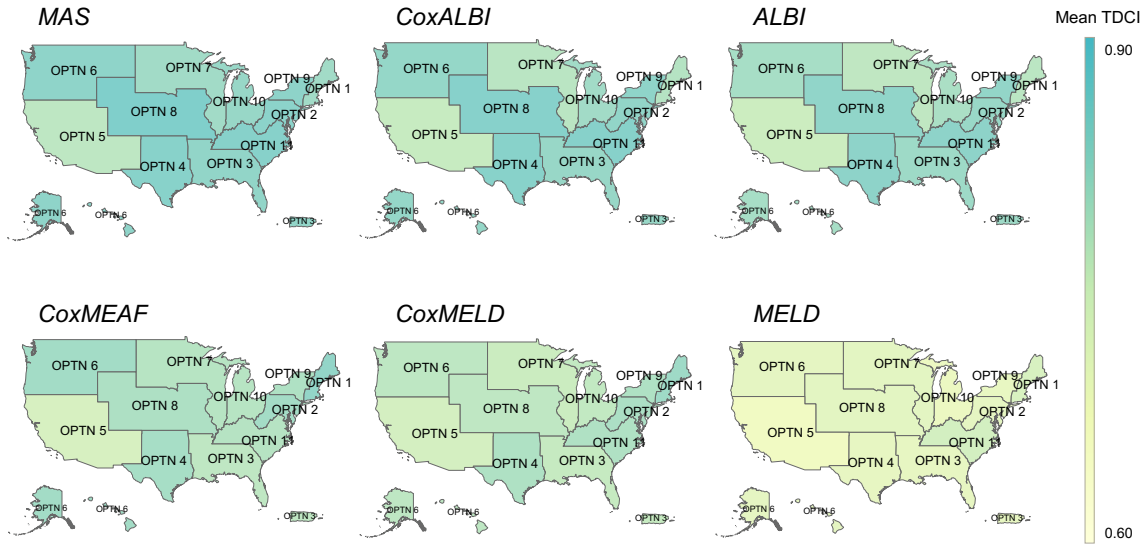 MAS
CoxALBI
ALBI
Mean TDCI
0.90
OPTN 6
OPTN 7
OPTN 9
OPTN 1
OPTN 10
OPTN 8
OPTN 2
OPTN 5
OPTN 11
OPTN 4
OPTN 3
OPTN 6
OPTN 6
OPTN 3
OPTN 6
OPTN 7
OPTN 9
OPTN 1
OPTN 10
OPTN 8
OPTN 2
OPTN 5
OPTN 11
OPTN 4
OPTN 3
OPTN 6
OPTN 6
OPTN 3
OPTN 6
OPTN 7
OPTN 9
OPTN 1
OPTN 10
OPTN 8
OPTN 2
OPTN 5
OPTN 11
OPTN 4
OPTN 3
OPTN 6
OPTN 6
OPTN 3
CoxMEAF
CoxMELD
MELD
OPTN 6
OPTN 7
OPTN 9
OPTN 1
OPTN 10
OPTN 8
OPTN 2
OPTN 5
OPTN 11
OPTN 4
OPTN 3
OPTN 6
OPTN 6
OPTN 3
OPTN 6
OPTN 7
OPTN 9
OPTN 1
OPTN 10
OPTN 8
OPTN 2
OPTN 5
OPTN 11
OPTN 4
OPTN 3
OPTN 6
OPTN 6
OPTN 3
OPTN 6
OPTN 7
OPTN 9
OPTN 1
OPTN 10
OPTN 8
OPTN 2
OPTN 5
OPTN 11
OPTN 4
OPTN 3
OPTN 6
OPTN 6
OPTN 3
0.60